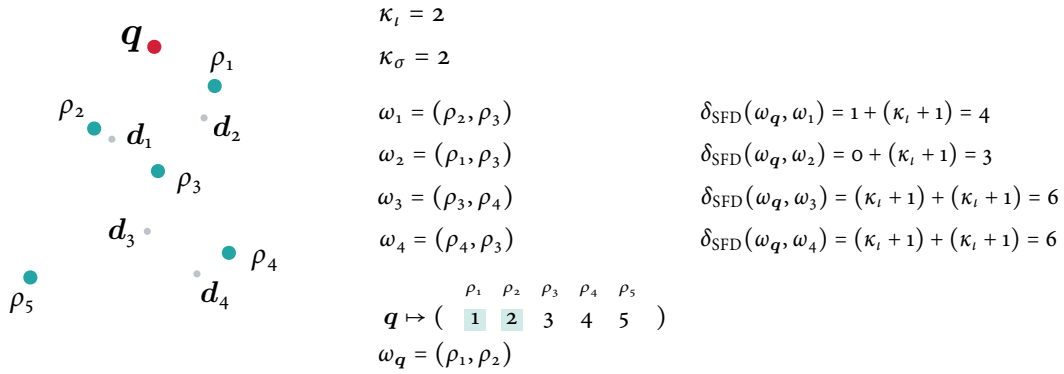 q
ρ₁
ρ₂
d₁
d₂
ρ₃
d₃
ρ₄
ρ₅
d₄
κ_ι = 2
κ_σ = 2
ω₁ = (ρ₂, ρ₃) δ_SFD(ω_q, ω₁) = 1 + (κ_ι + 1) = 4
ω₂ = (ρ₁, ρ₃) δ_SFD(ω_q, ω₂) = 0 + (κ_ι + 1) = 3
ω₃ = (ρ₃, ρ₄) δ_SFD(ω_q, ω₃) = (κ_ι + 1) + (κ_ι + 1) = 6
ω₄ = (ρ₄, ρ₃) δ_SFD(ω_q, ω₄) = (κ_ι + 1) + (κ_ι + 1) = 6
ρ₁ ρ₂ ρ₃ ρ₄ ρ₅
q ↦ ( 1 2 3 4 5 )
ω_q = (ρ₁, ρ₂)